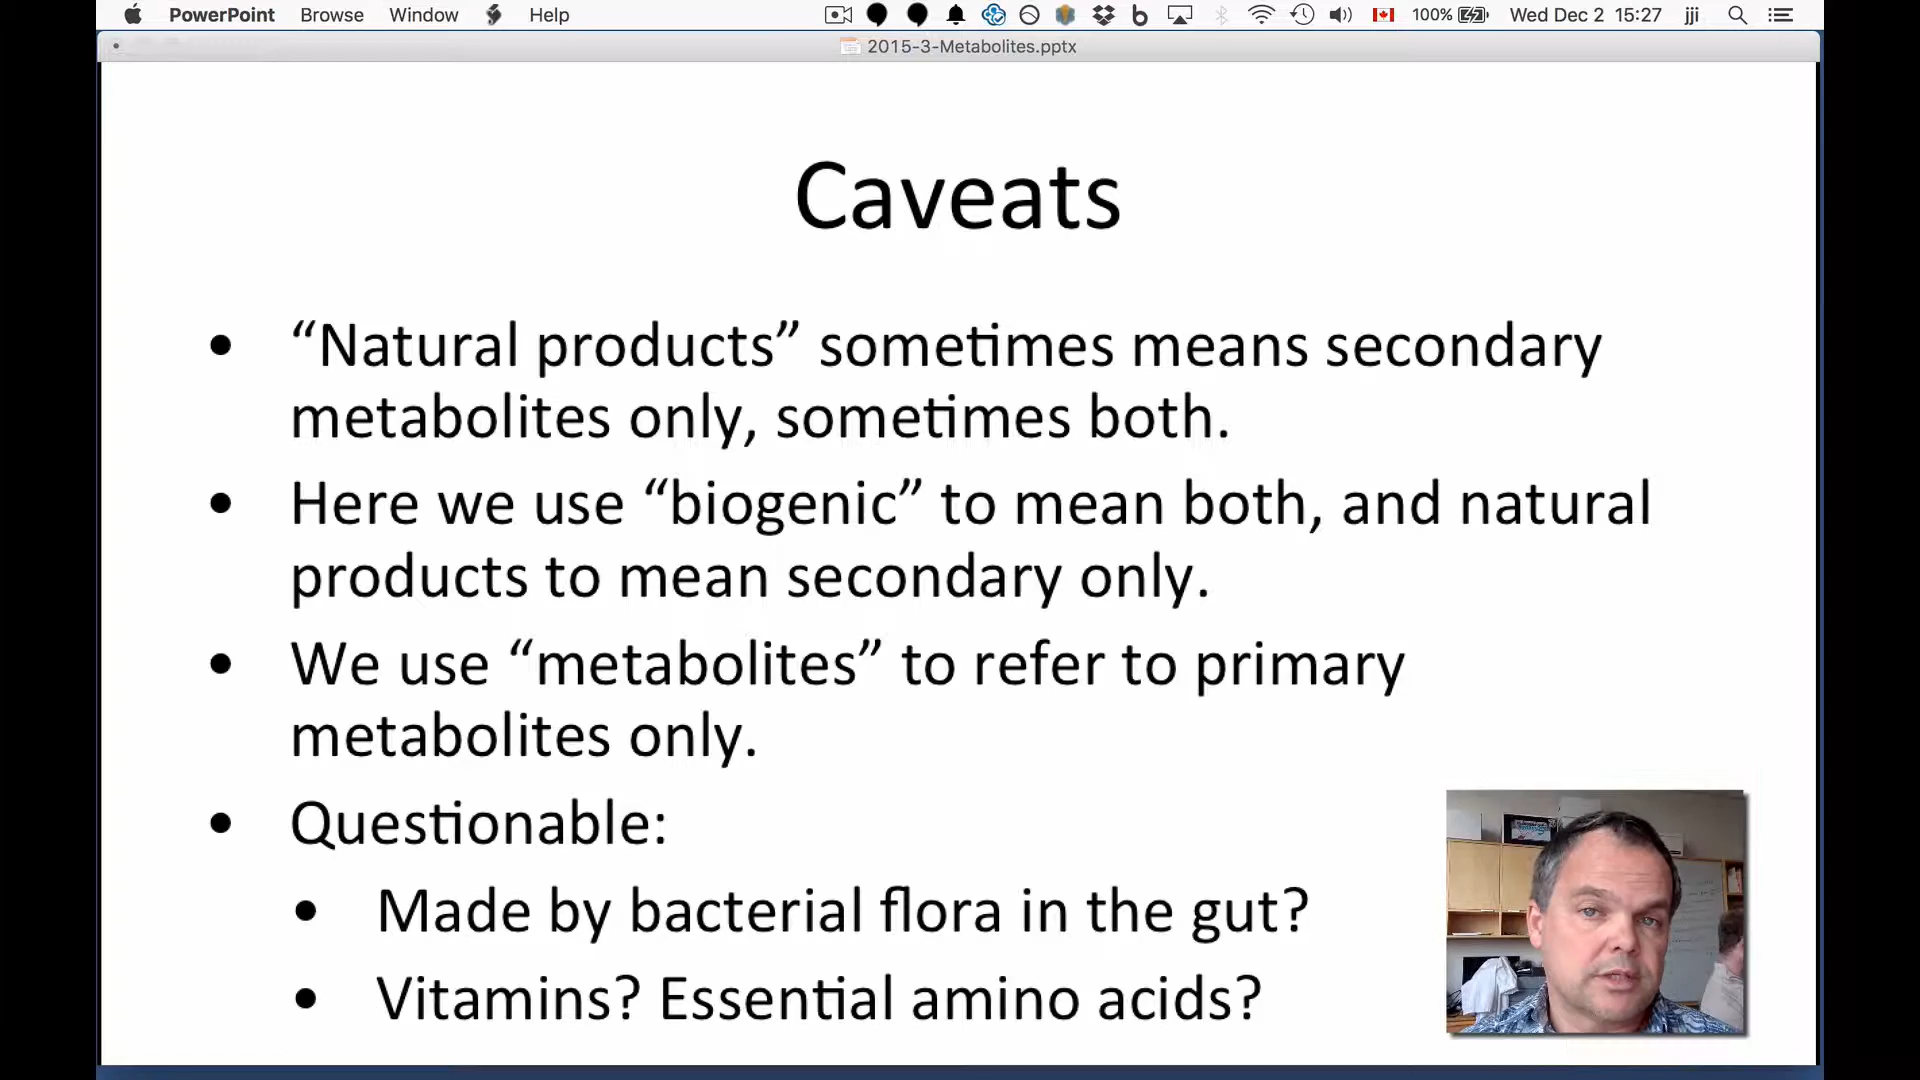 PowerPoint Browse Window Help 100% Wed Dec 2 15:27 jji
2015-3-Metabolites.pptx
Caveats
• “Natural products” sometimes means secondary
metabolites only, sometimes both.
• Here we use “biogenic” to mean both, and natural
products to mean secondary only.
• We use “metabolites” to refer to primary
metabolites only.
• Questionable:
• Made by bacterial flora in the gut?
• Vitamins? Essential amino acids?